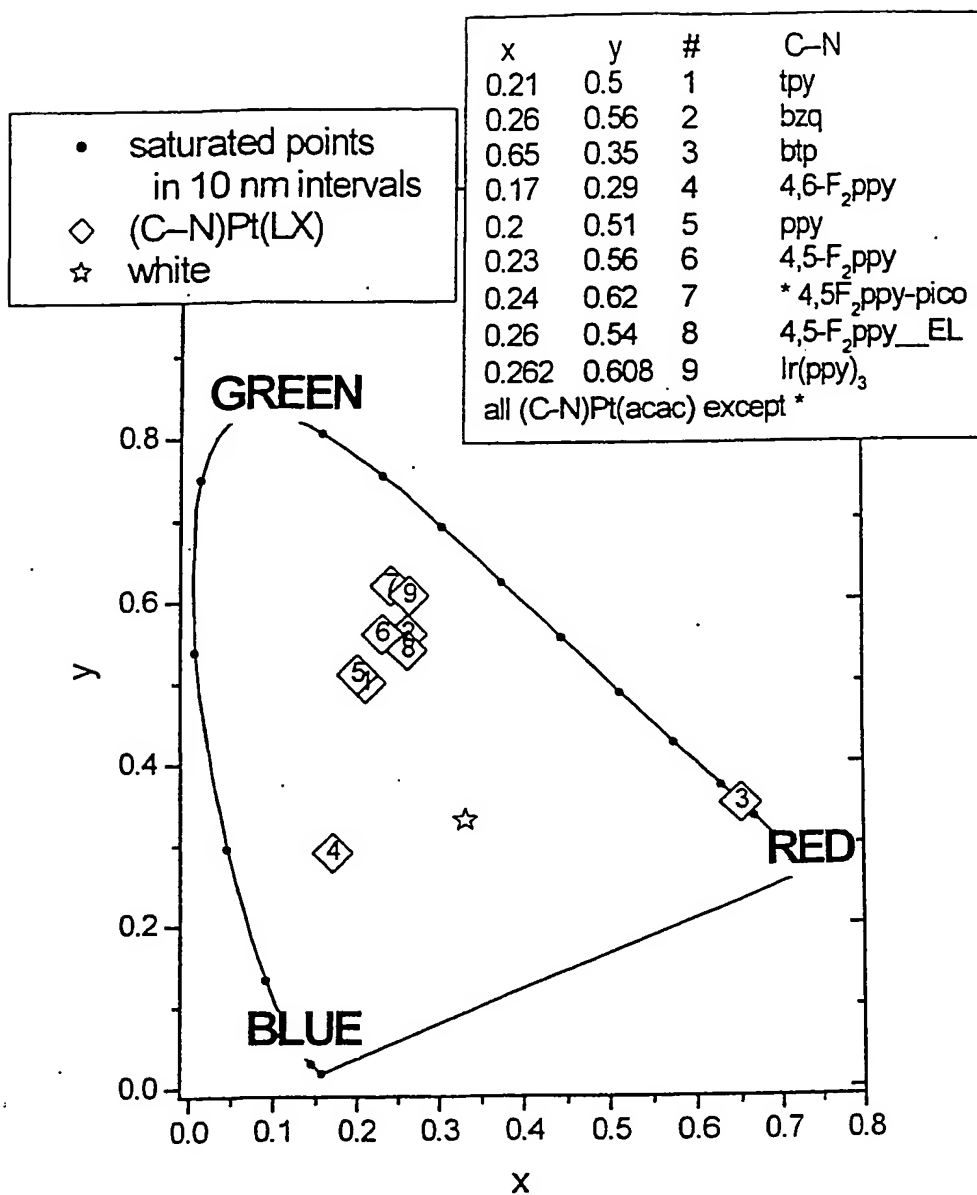 x y # C–N
0.21 0.5 1 tpy
0.26 0.56 2 bzq
0.65 0.35 3 btp
0.17 0.29 4 4,6-F₂ppy
0.2 0.51 5 ppy
0.23 0.56 6 4,5-F₂ppy
0.24 0.62 7 * 4,5F₂ppy-pico
0.26 0.54 8 4,5-F₂ppy__EL
0.262 0.608 9 Ir(ppy)₃
all (C-N)Pt(acac) except *
saturated points
in 10 nm intervals
(C–N)Pt(LX)
white
GREEN
0.8
7 9
0.6
6 2
8
5 1
y
0.4
3
RED
4
0.2
BLUE
0.0
0.0 0.1 0.2 0.3 0.4 0.5 0.6 0.7 0.8
x